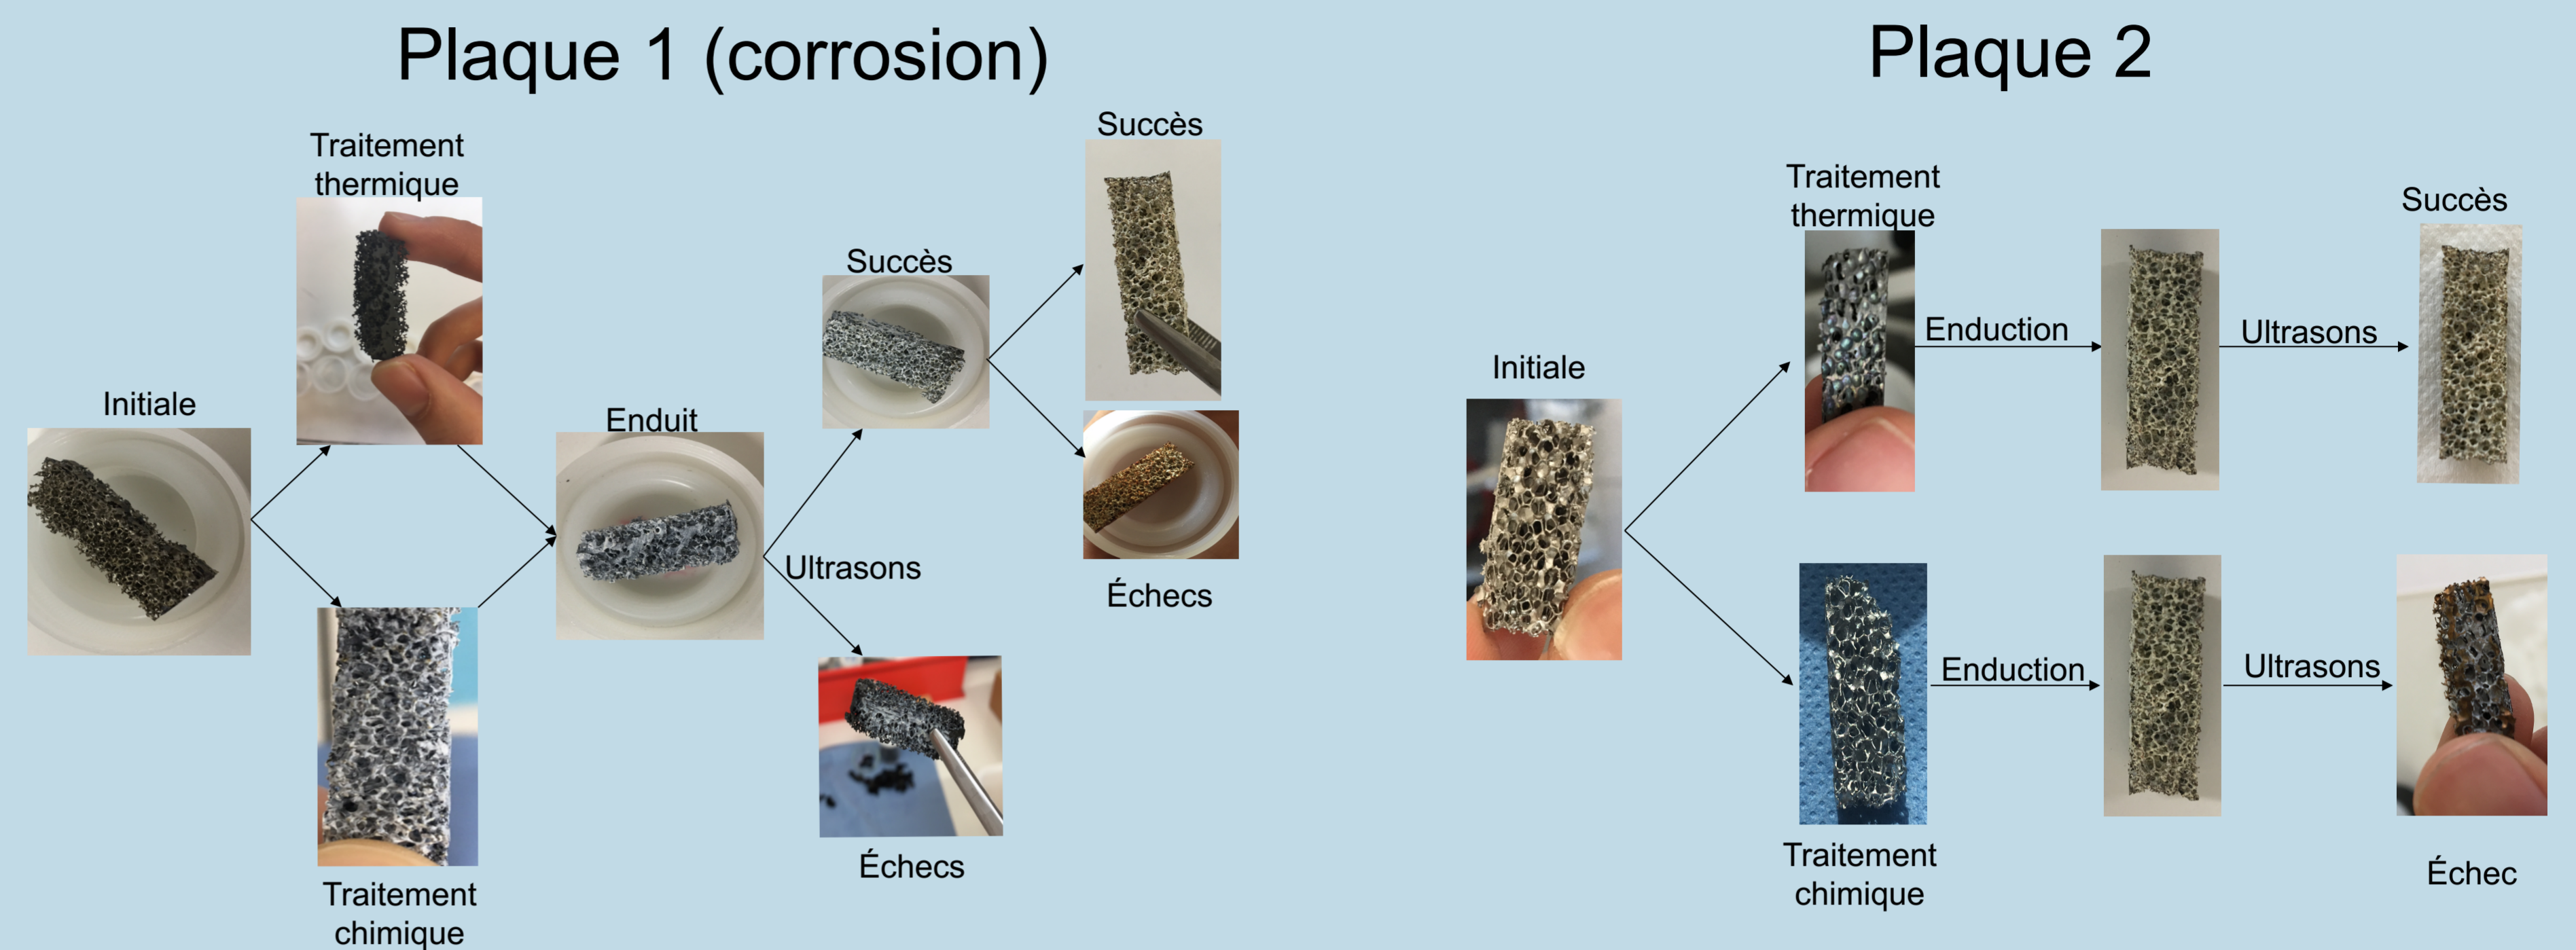 Plaque 1 (corrosion)
Initiale
Traitement
thermique
Traitement
chimique
Enduit
Succès
Ultrasons
Échecs
Succès
Échecs
Plaque 2
Initiale
Traitement
thermique
Enduction
Ultrasons
Succès
Traitement
chimique
Enduction
Ultrasons
Échec